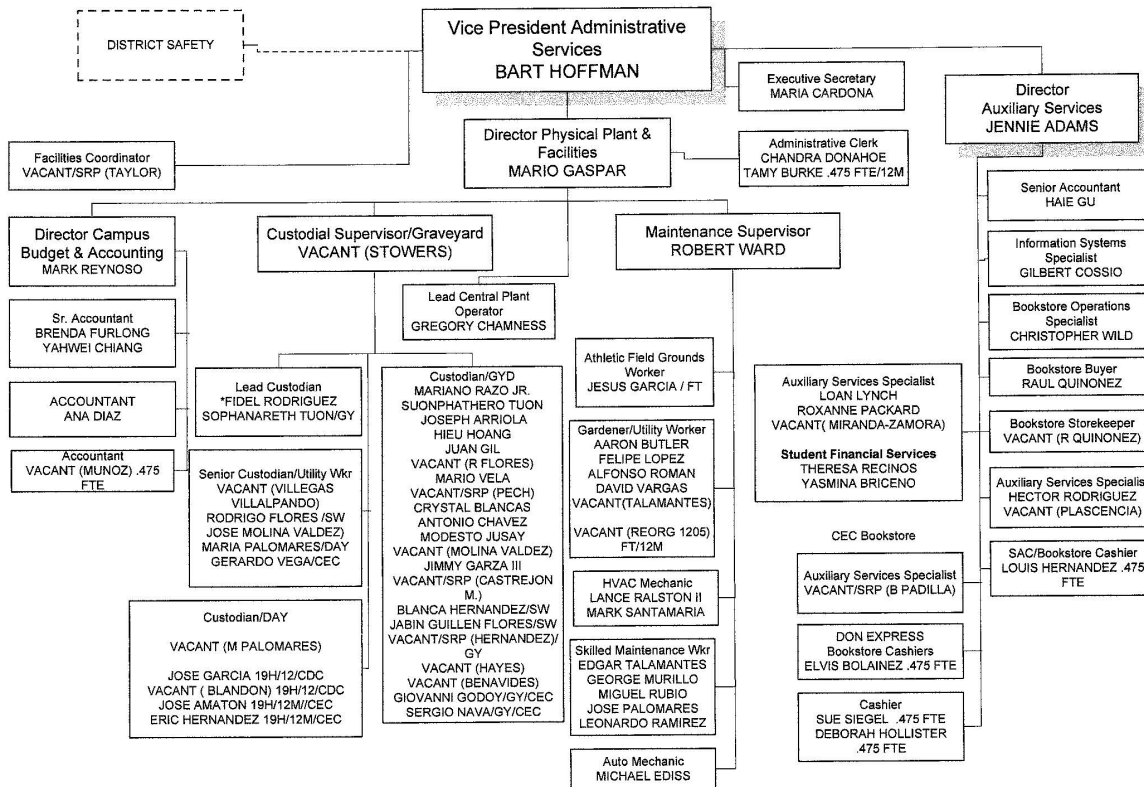 DISTRICT SAFETY
Vice President Administrative
Services
BART HOFFMAN
Executive Secretary
MARIA CARDONA
Director
Auxiliary Services
JENNIE ADAMS
Facilities Coordinator
VACANT/SRP (TAYLOR)
Director Physical Plant &
Facilities
MARIO GASPAR
Administrative Clerk
CHANDRA DONAHOE
TAMY BURKE .475 FTE/12M
Director Campus
Budget & Accounting
MARK REYNOSO
Sr. Accountant
BRENDA FURLONG
YAHWEI CHIANG
ACCOUNTANT
ANA DIAZ
Accountant
VACANT (MUNOZ) .475
FTE
Custodial Supervisor/Graveyard
VACANT (STOWERS)
Lead Custodian
*FIDEL RODRIGUEZ
SOPHANARETH TUON/GY
Senior Custodian/Utility Wkr
VACANT (VILLEGAS
VILLALPANDO)
RODRIGO FLORES /SW
JOSE MOLINA VALDEZ)
MARIA PALOMARES/DAY
GERARDO VEGA/CEC
Custodian/DAY
VACANT (M PALOMARES)
JOSE GARCIA 19H/12/CDC
VACANT ( BLANDON) 19H/12/CDC
JOSE AMATON 19H/12M//CEC
ERIC HERNANDEZ 19H/12M/CEC
Custodian/GYD
MARIANO RAZO JR.
SUONPHATHERO TUON
JOSEPH ARRIOLA
HIEU HOANG
JUAN GIL
VACANT (R FLORES)
MARIO VELA
VACANT/SRP (PECH)
CRYSTAL BLANCAS
ANTONIO CHAVEZ
MODESTO JUSAY
VACANT (MOLINA VALDEZ)
JIMMY GARZA III
VACANT/SRP (CASTREJON
M.)
BLANCA HERNANDEZ/SW
JABIN GUILLEN FLORES/SW
VACANT/SRP (HERNANDEZ)/
GY
VACANT (HAYES)
VACANT (BENAVIDES)
GIOVANNI GODOY/GY/CEC
SERGIO NAVA/GY/CEC
Lead Central Plant
Operator
GREGORY CHAMNESS
Maintenance Supervisor
ROBERT WARD
Athletic Field Grounds
Worker
JESUS GARCIA / FT
Gardener/Utility Worker
AARON BUTLER
FELIPE LOPEZ
ALFONSO ROMAN
DAVID VARGAS
VACANT(TALAMANTES)
VACANT (REORG 1205)
FT/12M
HVAC Mechanic
LANCE RALSTON II
MARK SANTAMARIA
Skilled Maintenance Wkr
EDGAR TALAMANTES
GEORGE MURILLO
MIGUEL RUBIO
JOSE PALOMARES
LEONARDO RAMIREZ
Auto Mechanic
MICHAEL EDISS
Auxiliary Services Specialist
LOAN LYNCH
ROXANNE PACKARD
VACANT( MIRANDA-ZAMORA)
Student Financial Services
THERESA RECINOS
YASMINA BRICENO
CEC Bookstore
Auxiliary Services Specialist
VACANT/SRP (B PADILLA)
DON EXPRESS
Bookstore Cashiers
ELVIS BOLAINEZ .475 FTE
Cashier
SUE SIEGEL .475 FTE
DEBORAH HOLLISTER
.475 FTE
Senior Accountant
HAIE GU
Information Systems
Specialist
GILBERT COSSIO
Bookstore Operations
Specialist
CHRISTOPHER WILD
Bookstore Buyer
RAUL QUINONEZ
Bookstore Storekeeper
VACANT (R QUINONEZ)
Auxiliary Services Specialist
HECTOR RODRIGUEZ
VACANT (PLASCENCIA)
SAC/Bookstore Cashier
LOUIS HERNANDEZ .475
FTE